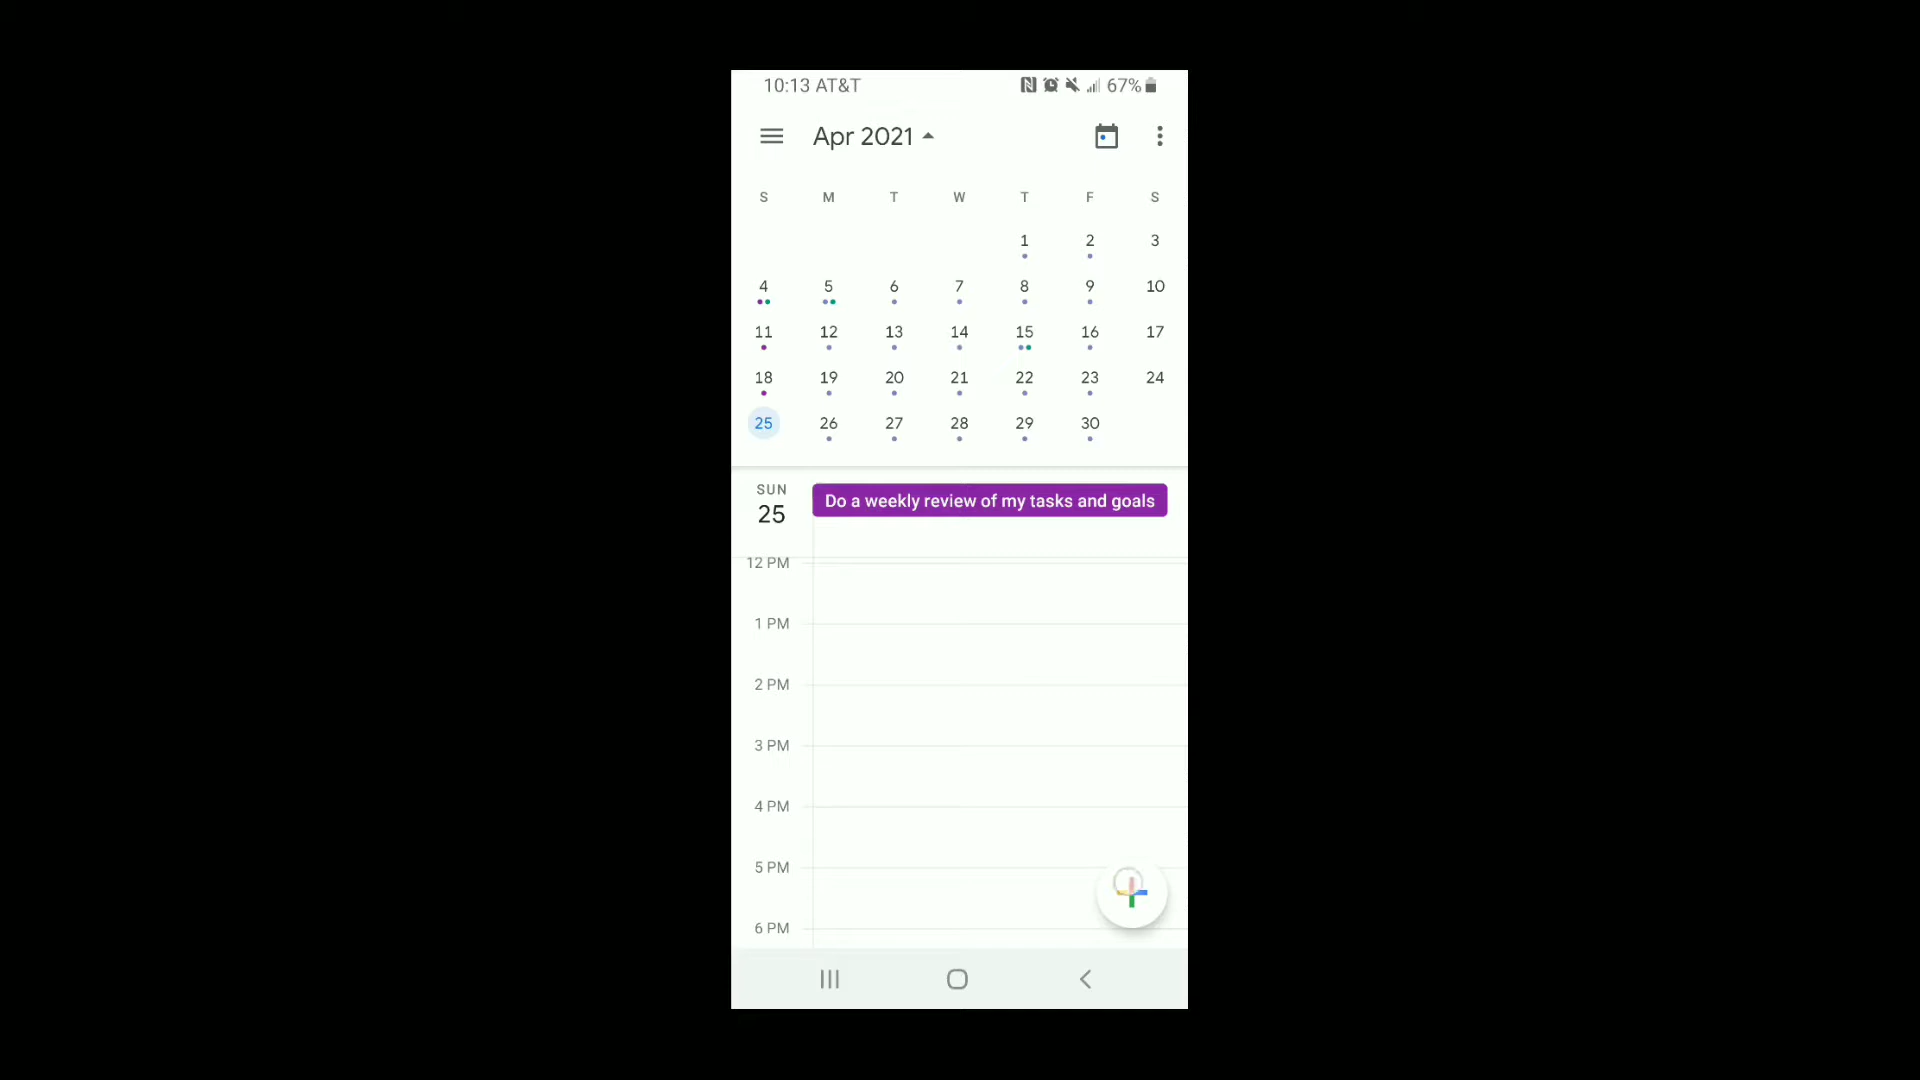 10:13 AT&T 67%
Apr 2021
S M T W T F S
1 2 3
4 5 6 7 8 9 10
11 12 13 14 15 16 17
18 19 20 21 22 23 24
25 26 27 28 29 30
SUN
25
Do a weekly review of my tasks and goals
12 PM
1 PM
2 PM
3 PM
4 PM
5 PM
6 PM